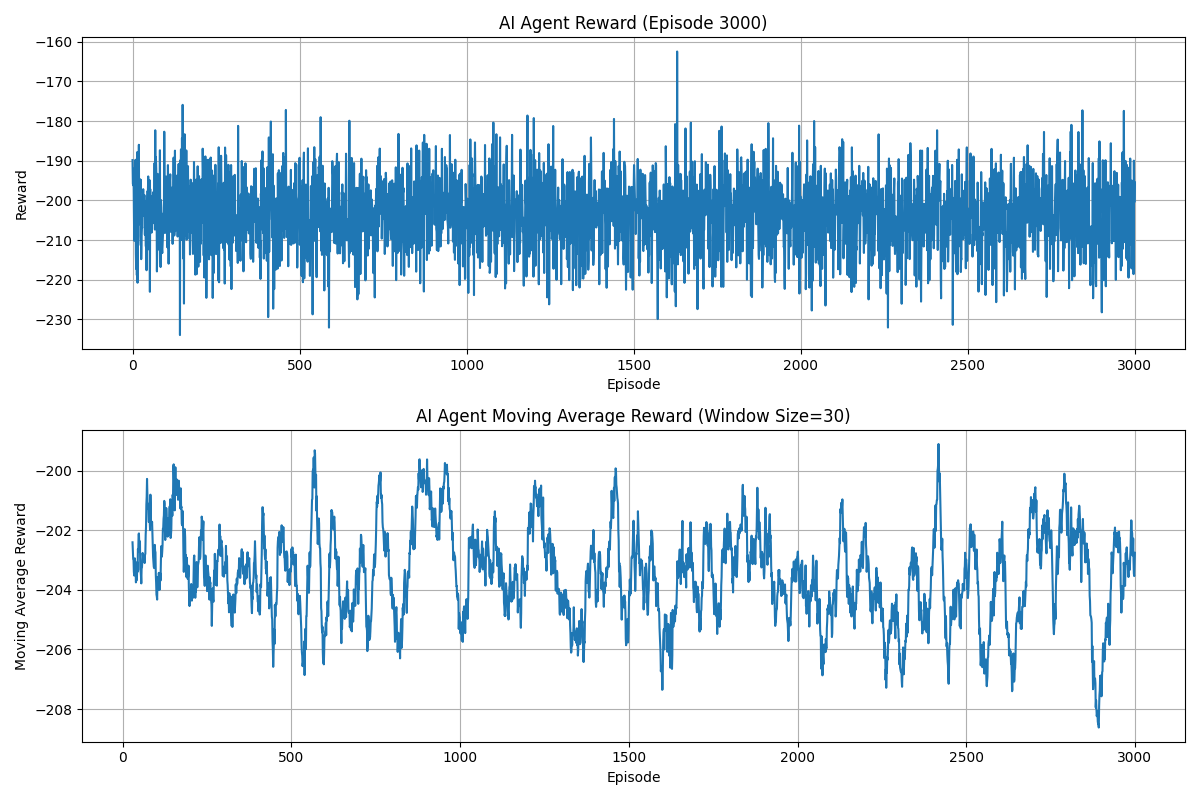 AI Agent Reward (Episode 3000)
−160
−170
−180
−190
−200
−210
−220
−230
Reward
0 500 1000 1500 2000 2500 3000
Episode
AI Agent Moving Average Reward (Window Size=30)
−200
−202
−204
−206
−208
Moving Average Reward
0 500 1000 1500 2000 2500 3000
Episode